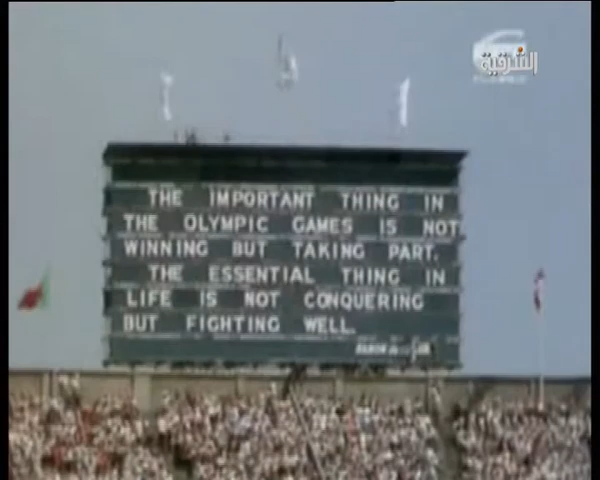 الشرقية
THE IMPORTANT THING IN
THE OLYMPIC GAMES IS NOT
WINNING BUT TAKING PART.
THE ESSENTIAL THING IN
LIFE IS NOT CONQUERING
BUT FIGHTING WELL.